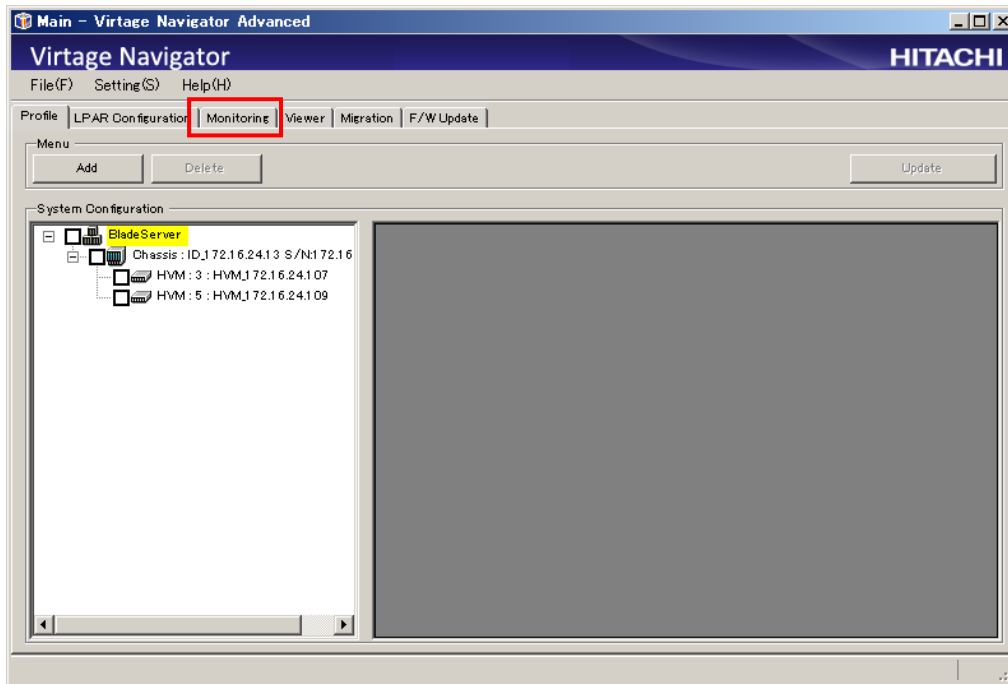 Main - Virtage Navigator Advanced
Virtage Navigator HITACHI
File(F) Setting(S) Help(H)
Profile LPAR Configuration Monitoring Viewer Migration F/W Update
Menu
Add Delete Update
System Configuration
BladeServer
Chassis : ID_172.16.24.13 S/N:172.16
HVM : 3 : HVM_172.16.24.107
HVM : 5 : HVM_172.16.24.109